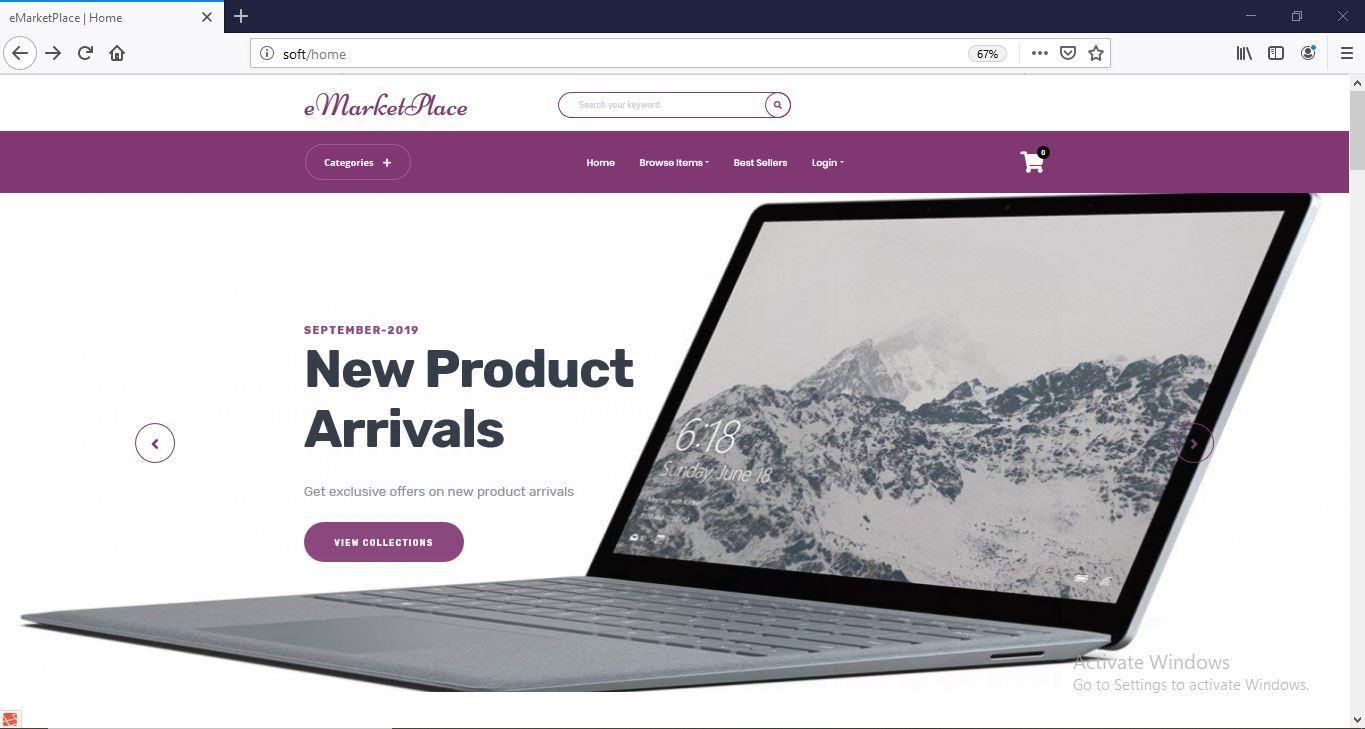 eMarketPlace | Home
soft/home
67%
eMarketPlace
Search your keyword
Categories +
Home Browse Items Best Sellers Login
0
SEPTEMBER-2019
New Product
Arrivals
6:18
Sunday, June 18
Get exclusive offers on new product arrivals
VIEW COLLECTIONS
Activate Windows
Go to Settings to activate Windows.